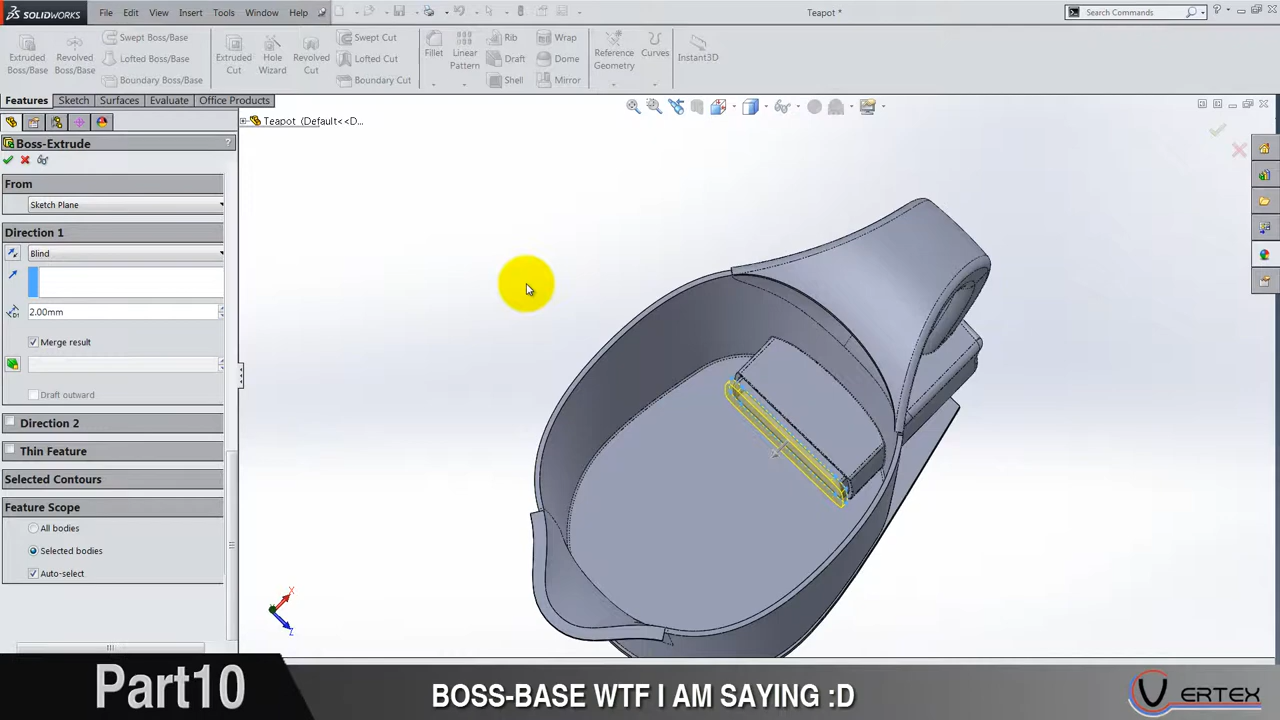 SOLIDWORKS File Edit View Insert Tools Window Help Teapot * Search Commands
Extruded Boss/Base
Revolved Boss/Base
Swept Boss/Base
Lofted Boss/Base
Boundary Boss/Base
Extruded Cut
Hole Wizard
Revolved Cut
Swept Cut
Lofted Cut
Boundary Cut
Fillet
Linear Pattern
Rib
Draft
Shell
Wrap
Dome
Mirror
Reference Geometry
Curves
Instant3D
Features Sketch Surfaces Evaluate Office Products
Teapot (Default<<D...
Boss-Extrude ?
From
Sketch Plane
Direction 1
Blind
2.00mm
Merge result
Draft outward
Direction 2
Thin Feature
Selected Contours
Feature Scope
All bodies
Selected bodies
Auto-select
X
Z
Part10
BOSS-BASE WTF I AM SAYING :D
VERTEX